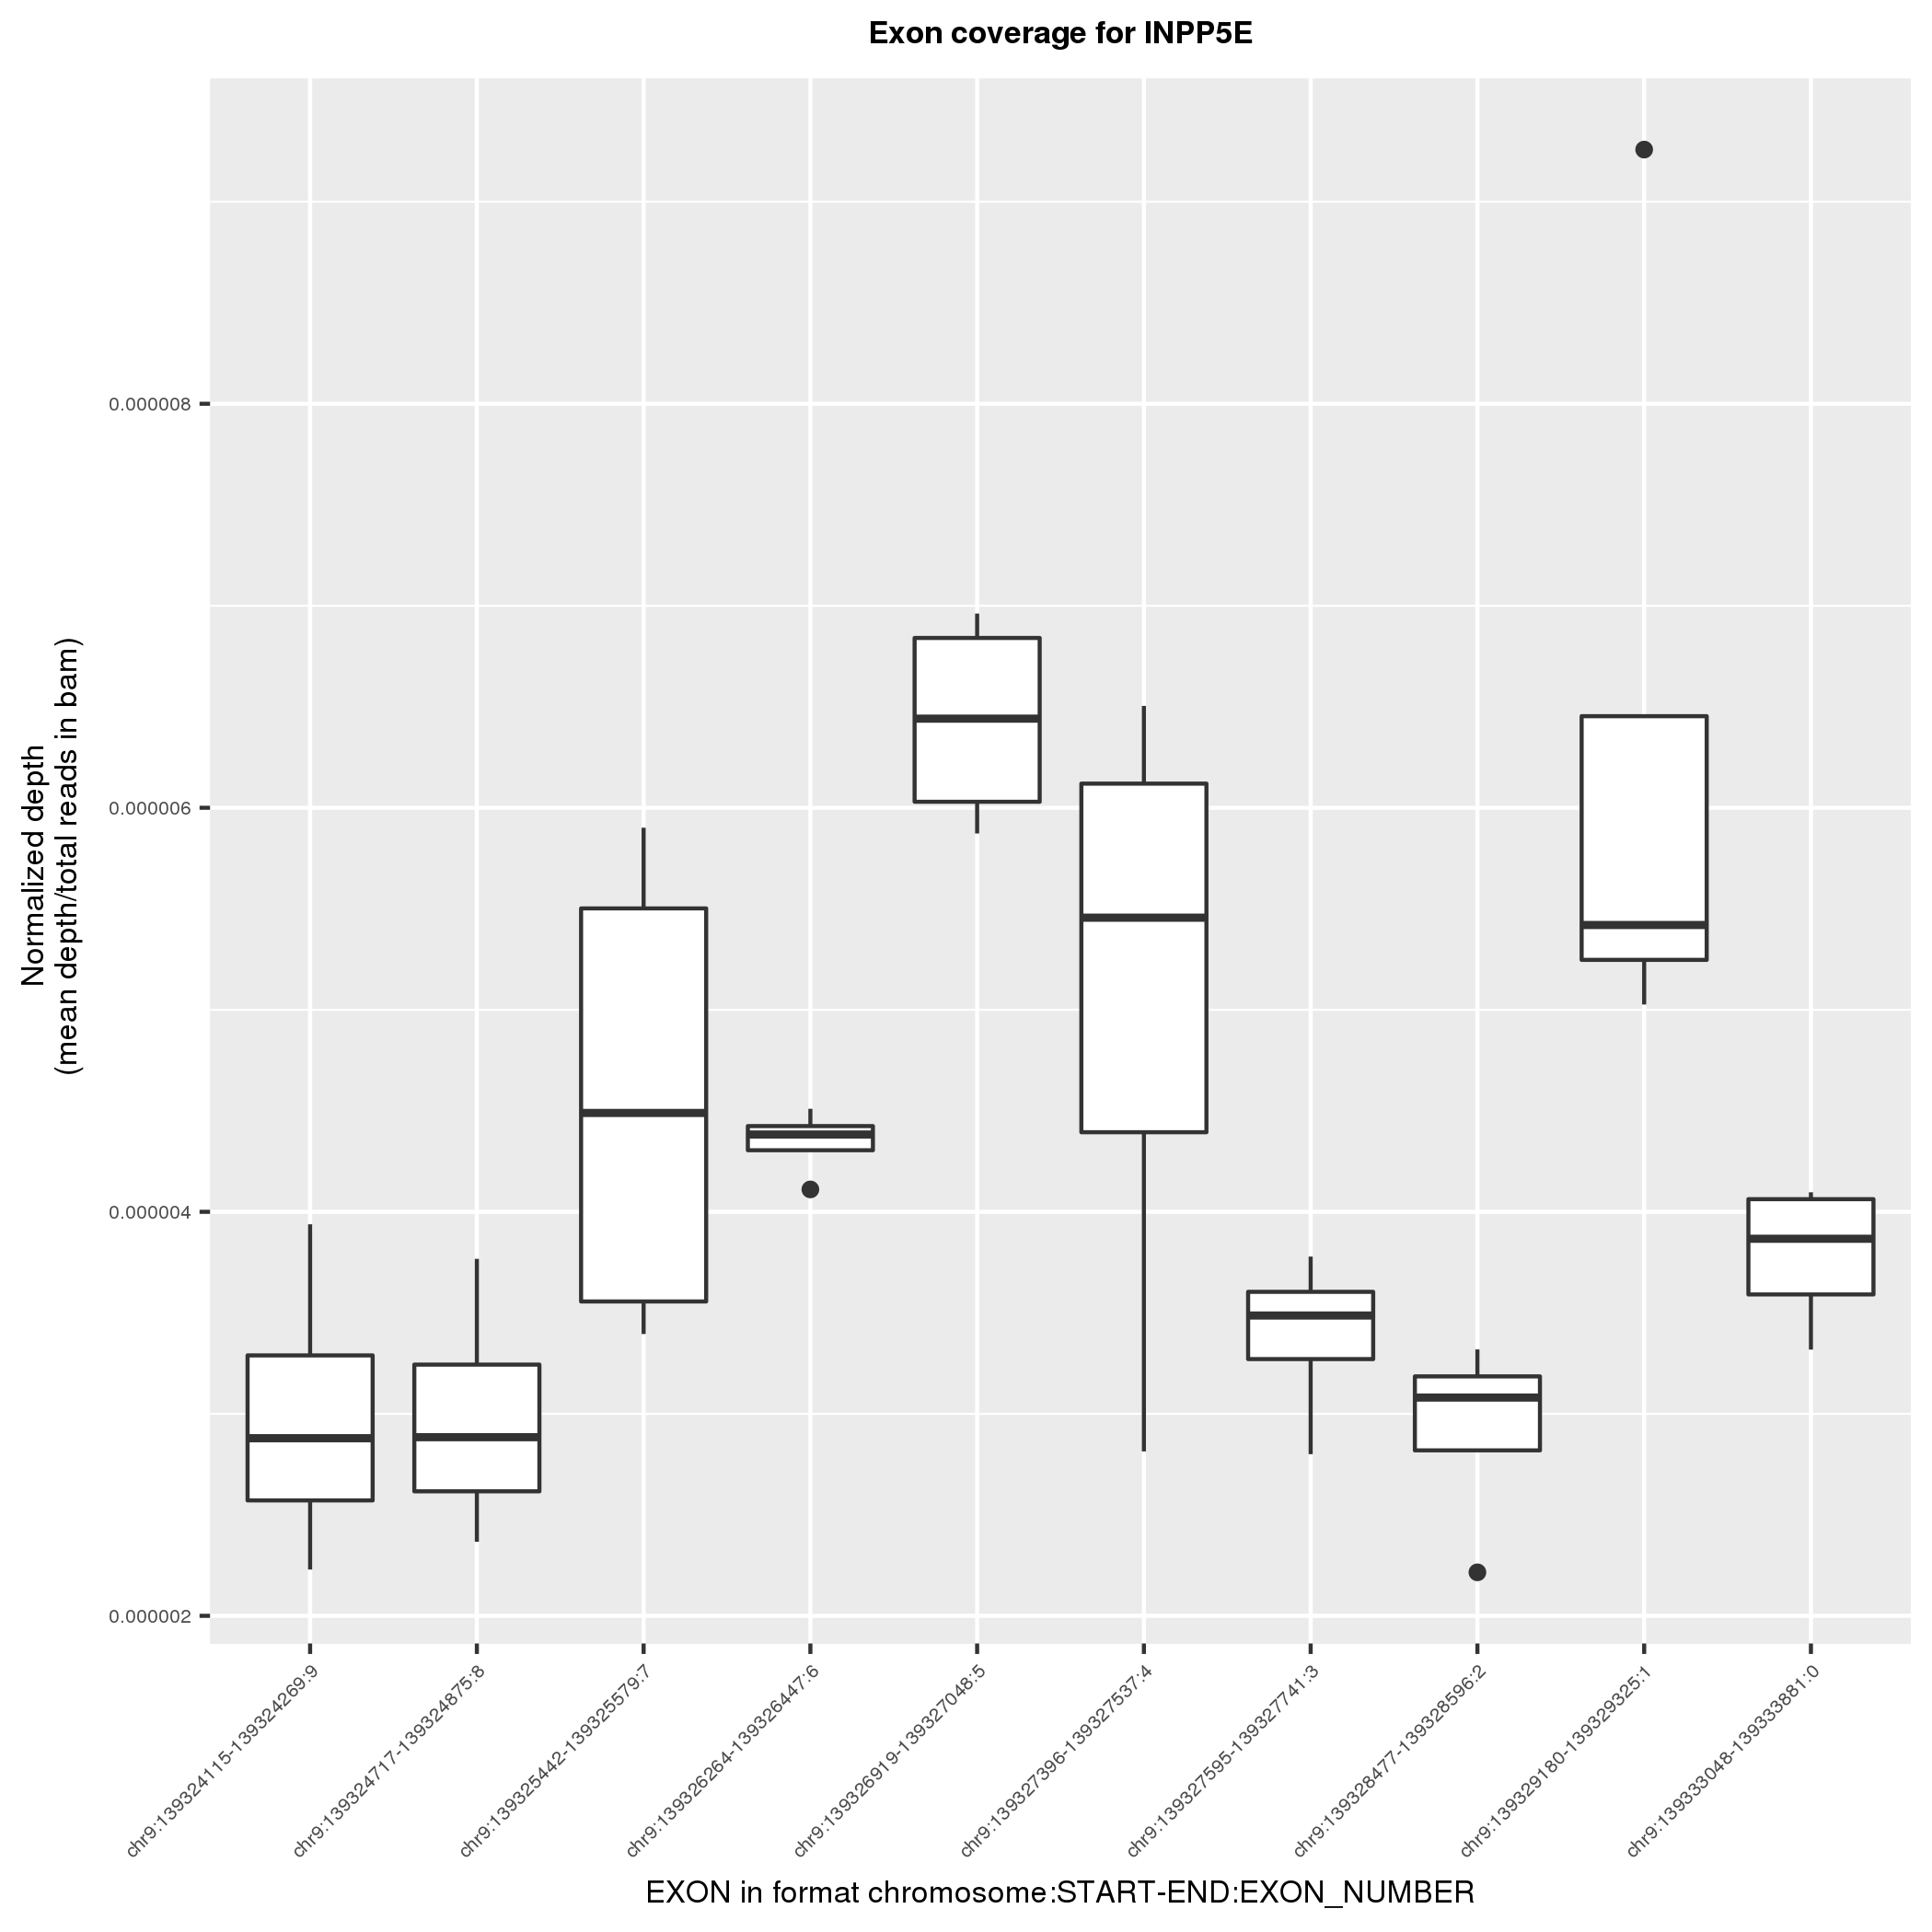 Exon coverage for INPP5E
Normalized depth
(mean depth/total reads in bam)
0.000008
0.000006
0.000004
0.000002
chr9:139324115-139324269:9
chr9:139324717-139324875:8
chr9:139325442-139325579:7
chr9:139326264-139326447:6
chr9:139326919-139327048:5
chr9:139327396-139327537:4
chr9:139327595-139327741:3
chr9:139328477-139328596:2
chr9:139329180-139329325:1
chr9:139333048-139333881:0
EXON in format chromosome:START-END:EXON_NUMBER